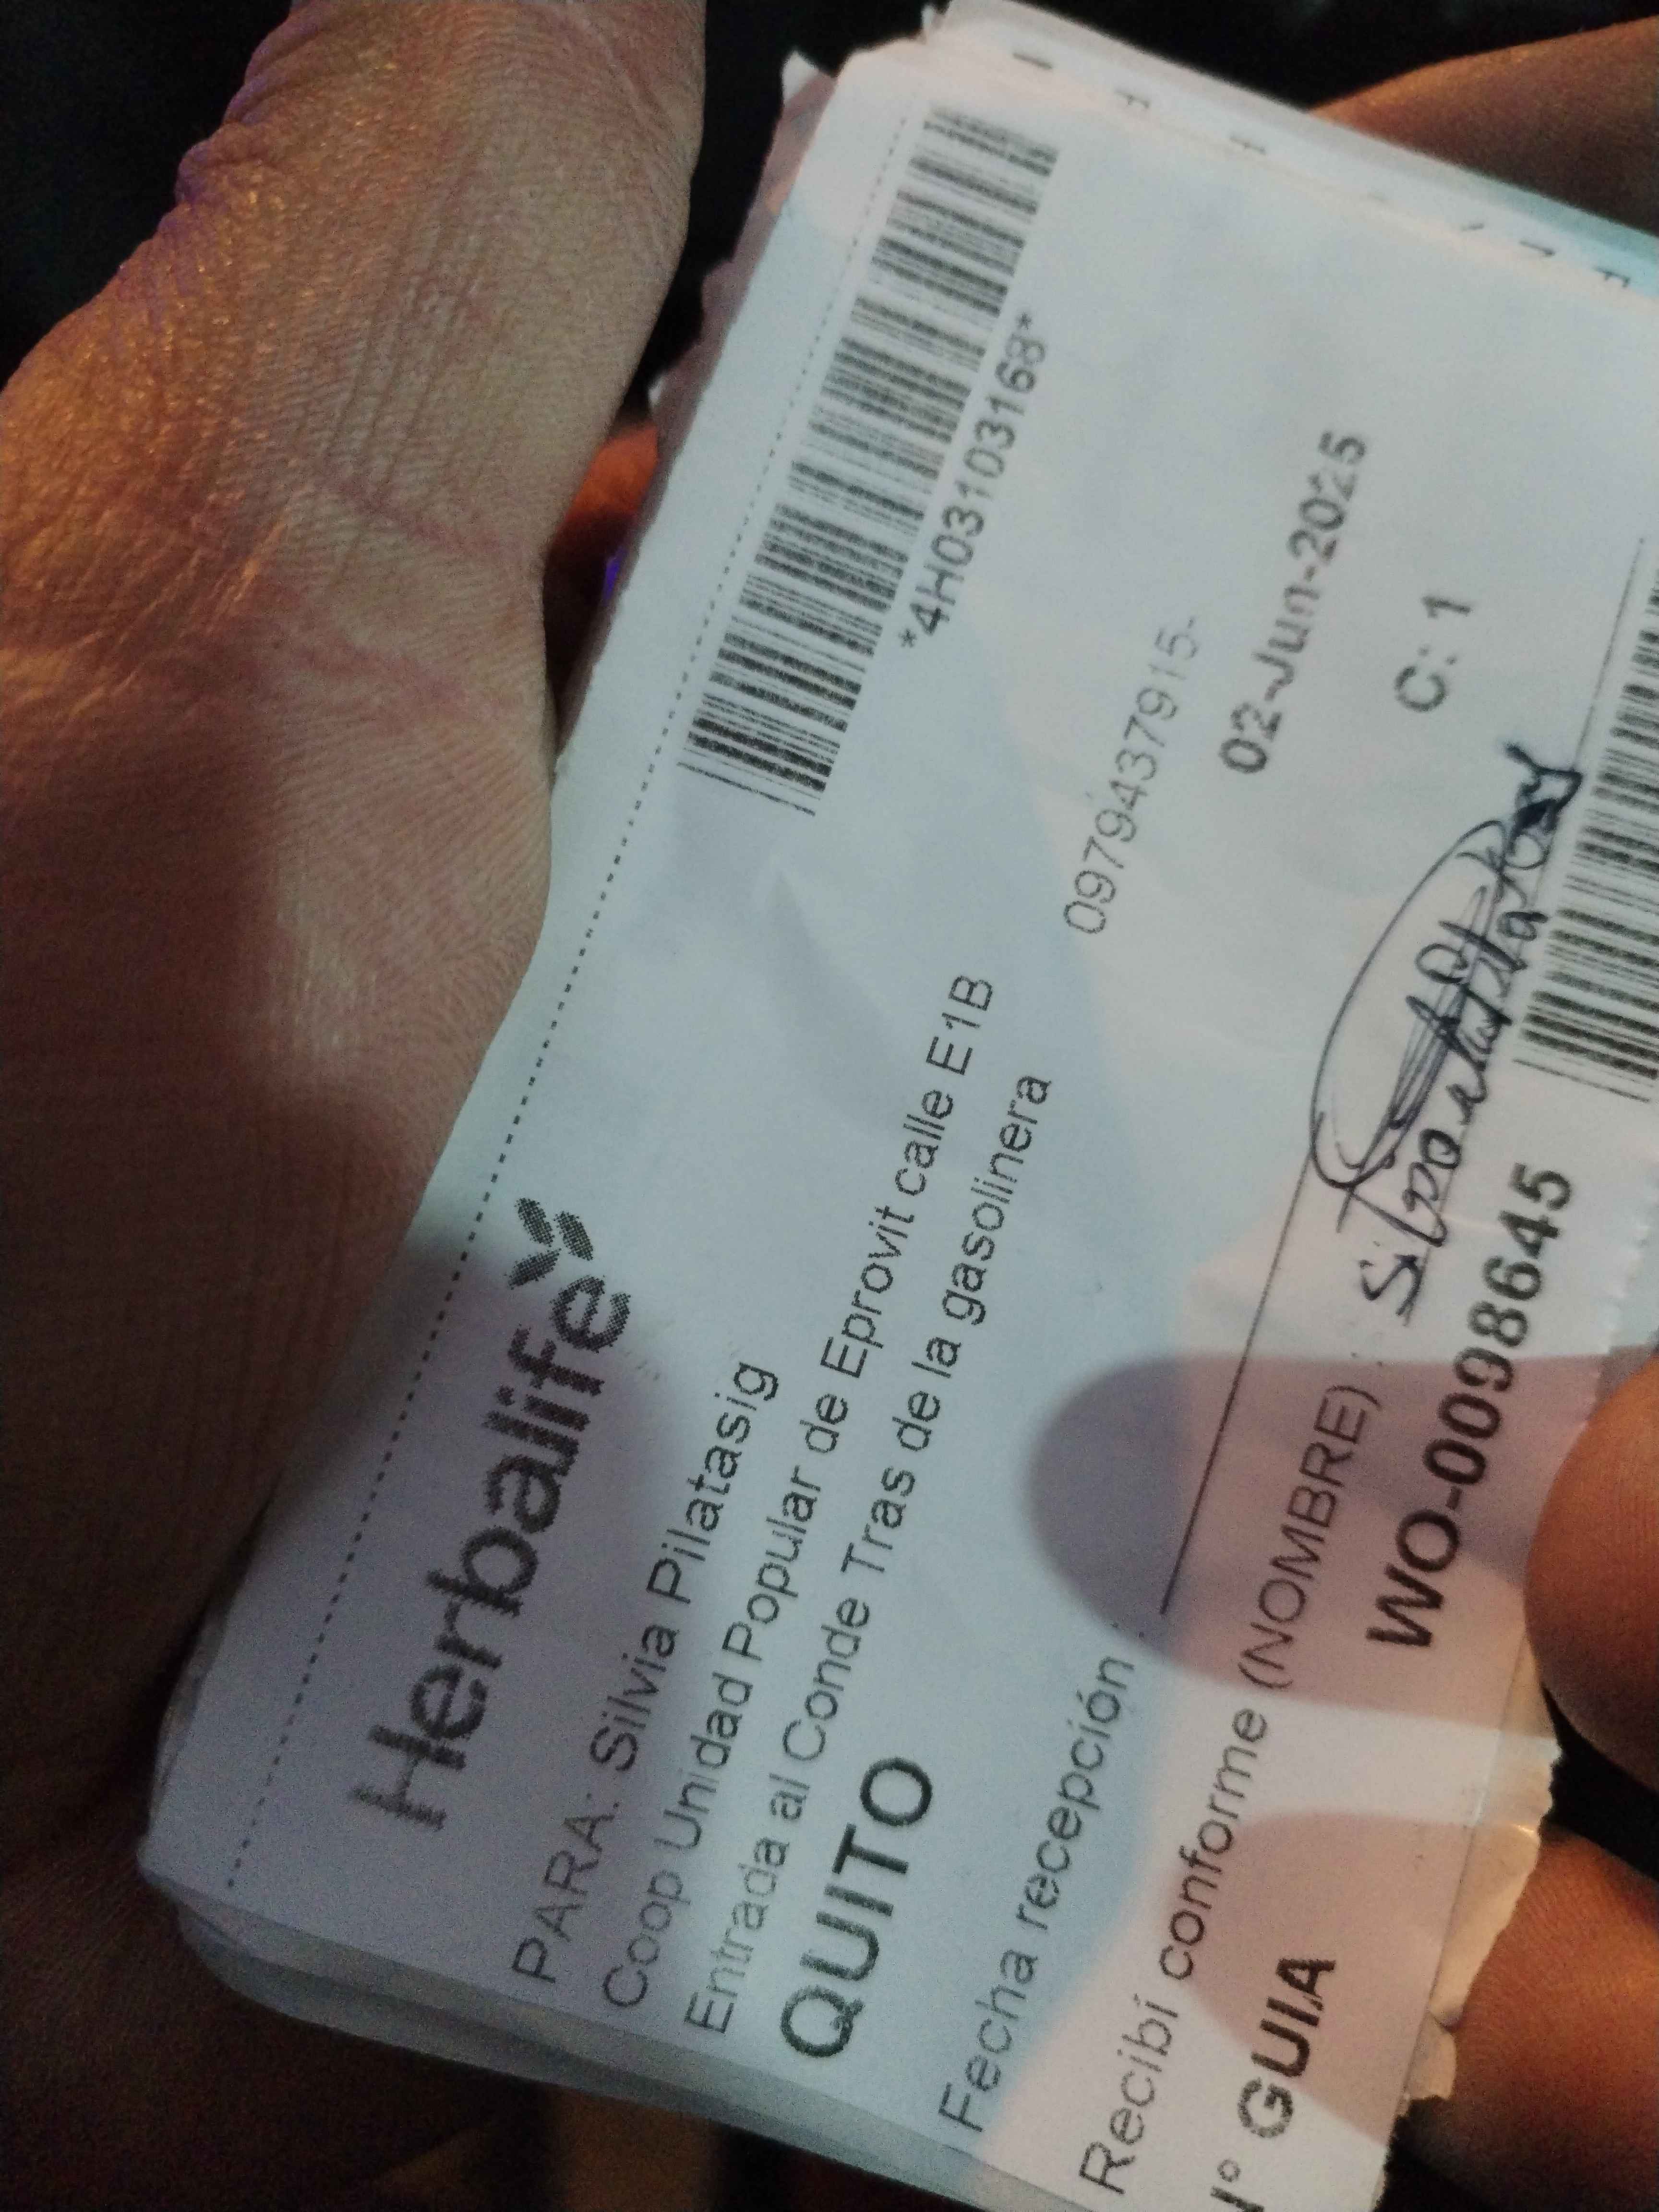 Herbalife
*4H03103168*
PARA: Silvia Pilatasig
Coop Unidad Popular de Eprovit calle E1B
Entrada al Conde Tras de la gasolinera
QUITO
0979437915-
Fecha recepción :
02-Jun-2025
C: 1
Recibí conforme (NOMBRE) :
N° GUIA
WO-0098645